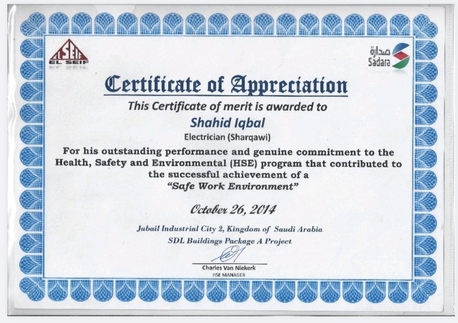 EL SEIF
صدارة
Sadara
Certificate of Appreciation
This Certificate of merit is awarded to
Shahid Iqbal
Electrician (Sharqawi)
For his outstanding performance and genuine commitment to the
Health, Safety and Environmental (HSE) program that contributed to
the successful achievement of a
"Safe Work Environment"
October 26, 2014
Jubail Industrial City 2, Kingdom of Saudi Arabia
SDL Buildings Package A Project
Charles Van Niekerk
HSE MANAGER